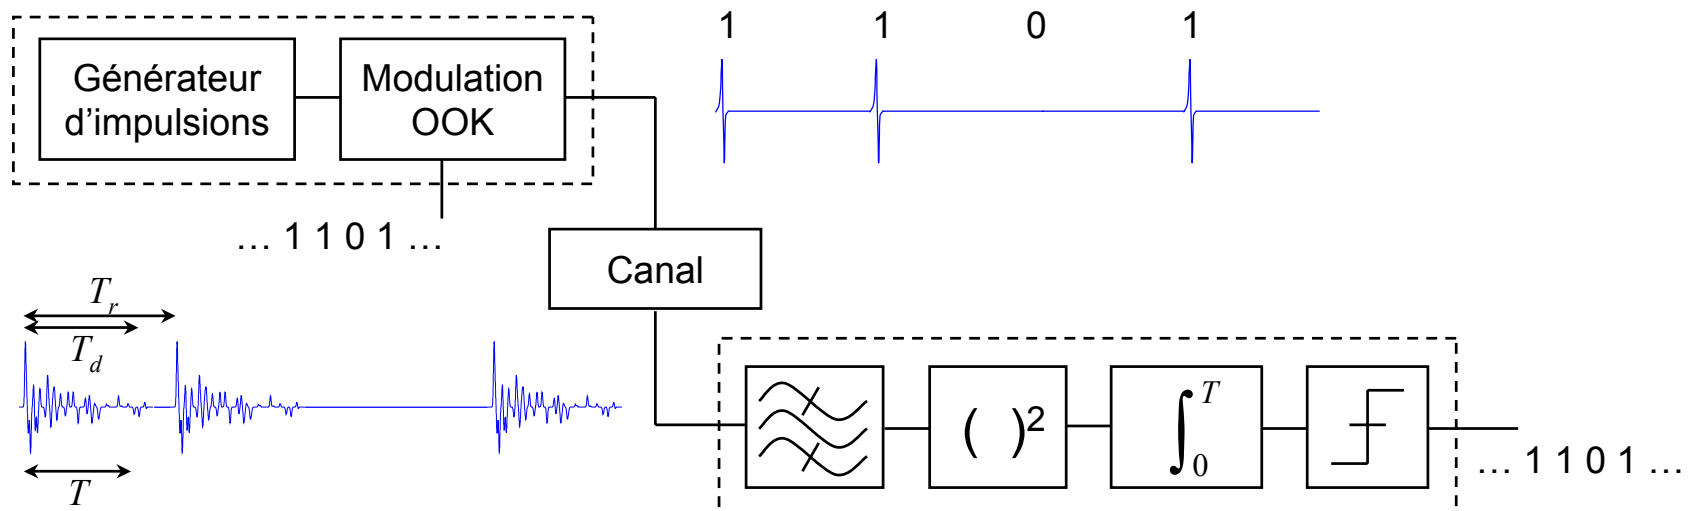 1 1 0 1
Générateur
d’impulsions
Modulation
OOK
… 1 1 0 1 …
Canal
T_r
T_d
T
( )²
∫₀ᵀ
… 1 1 0 1 …